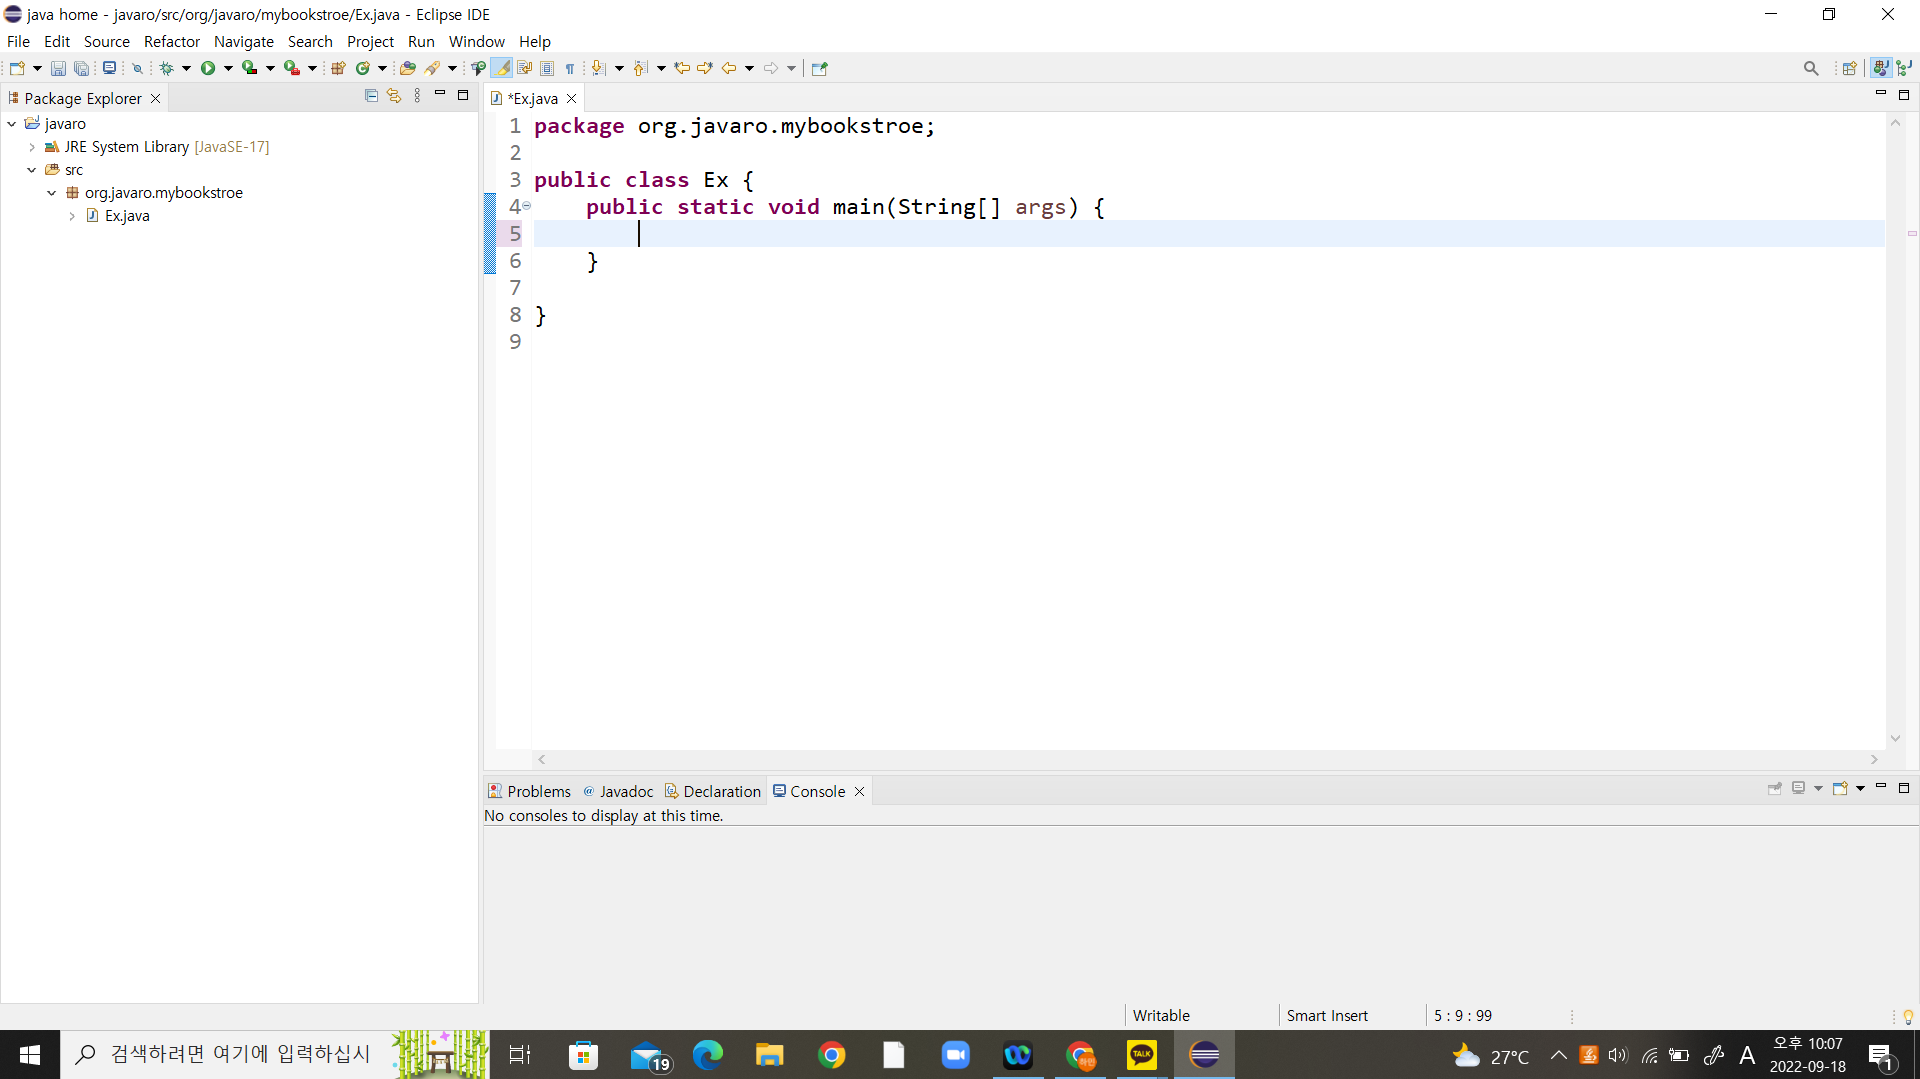 java home - javaro/src/org/javaro/mybookstroe/Ex.java - Eclipse IDE
File Edit Source Refactor Navigate Search Project Run Window Help
Package Explorer
javaro
JRE System Library [JavaSE-17]
src
org.javaro.mybookstroe
Ex.java
*Ex.java
1 package org.javaro.mybookstroe;
2
3 public class Ex {
4 public static void main(String[] args) {
5
6 }
7
8 }
9
Problems @ Javadoc Declaration Console
No consoles to display at this time.
Writable Smart Insert 5 : 9 : 99
검색하려면 여기에 입력하십시
19
TALK
27°C
A
오후 10:07
2022-09-18
1